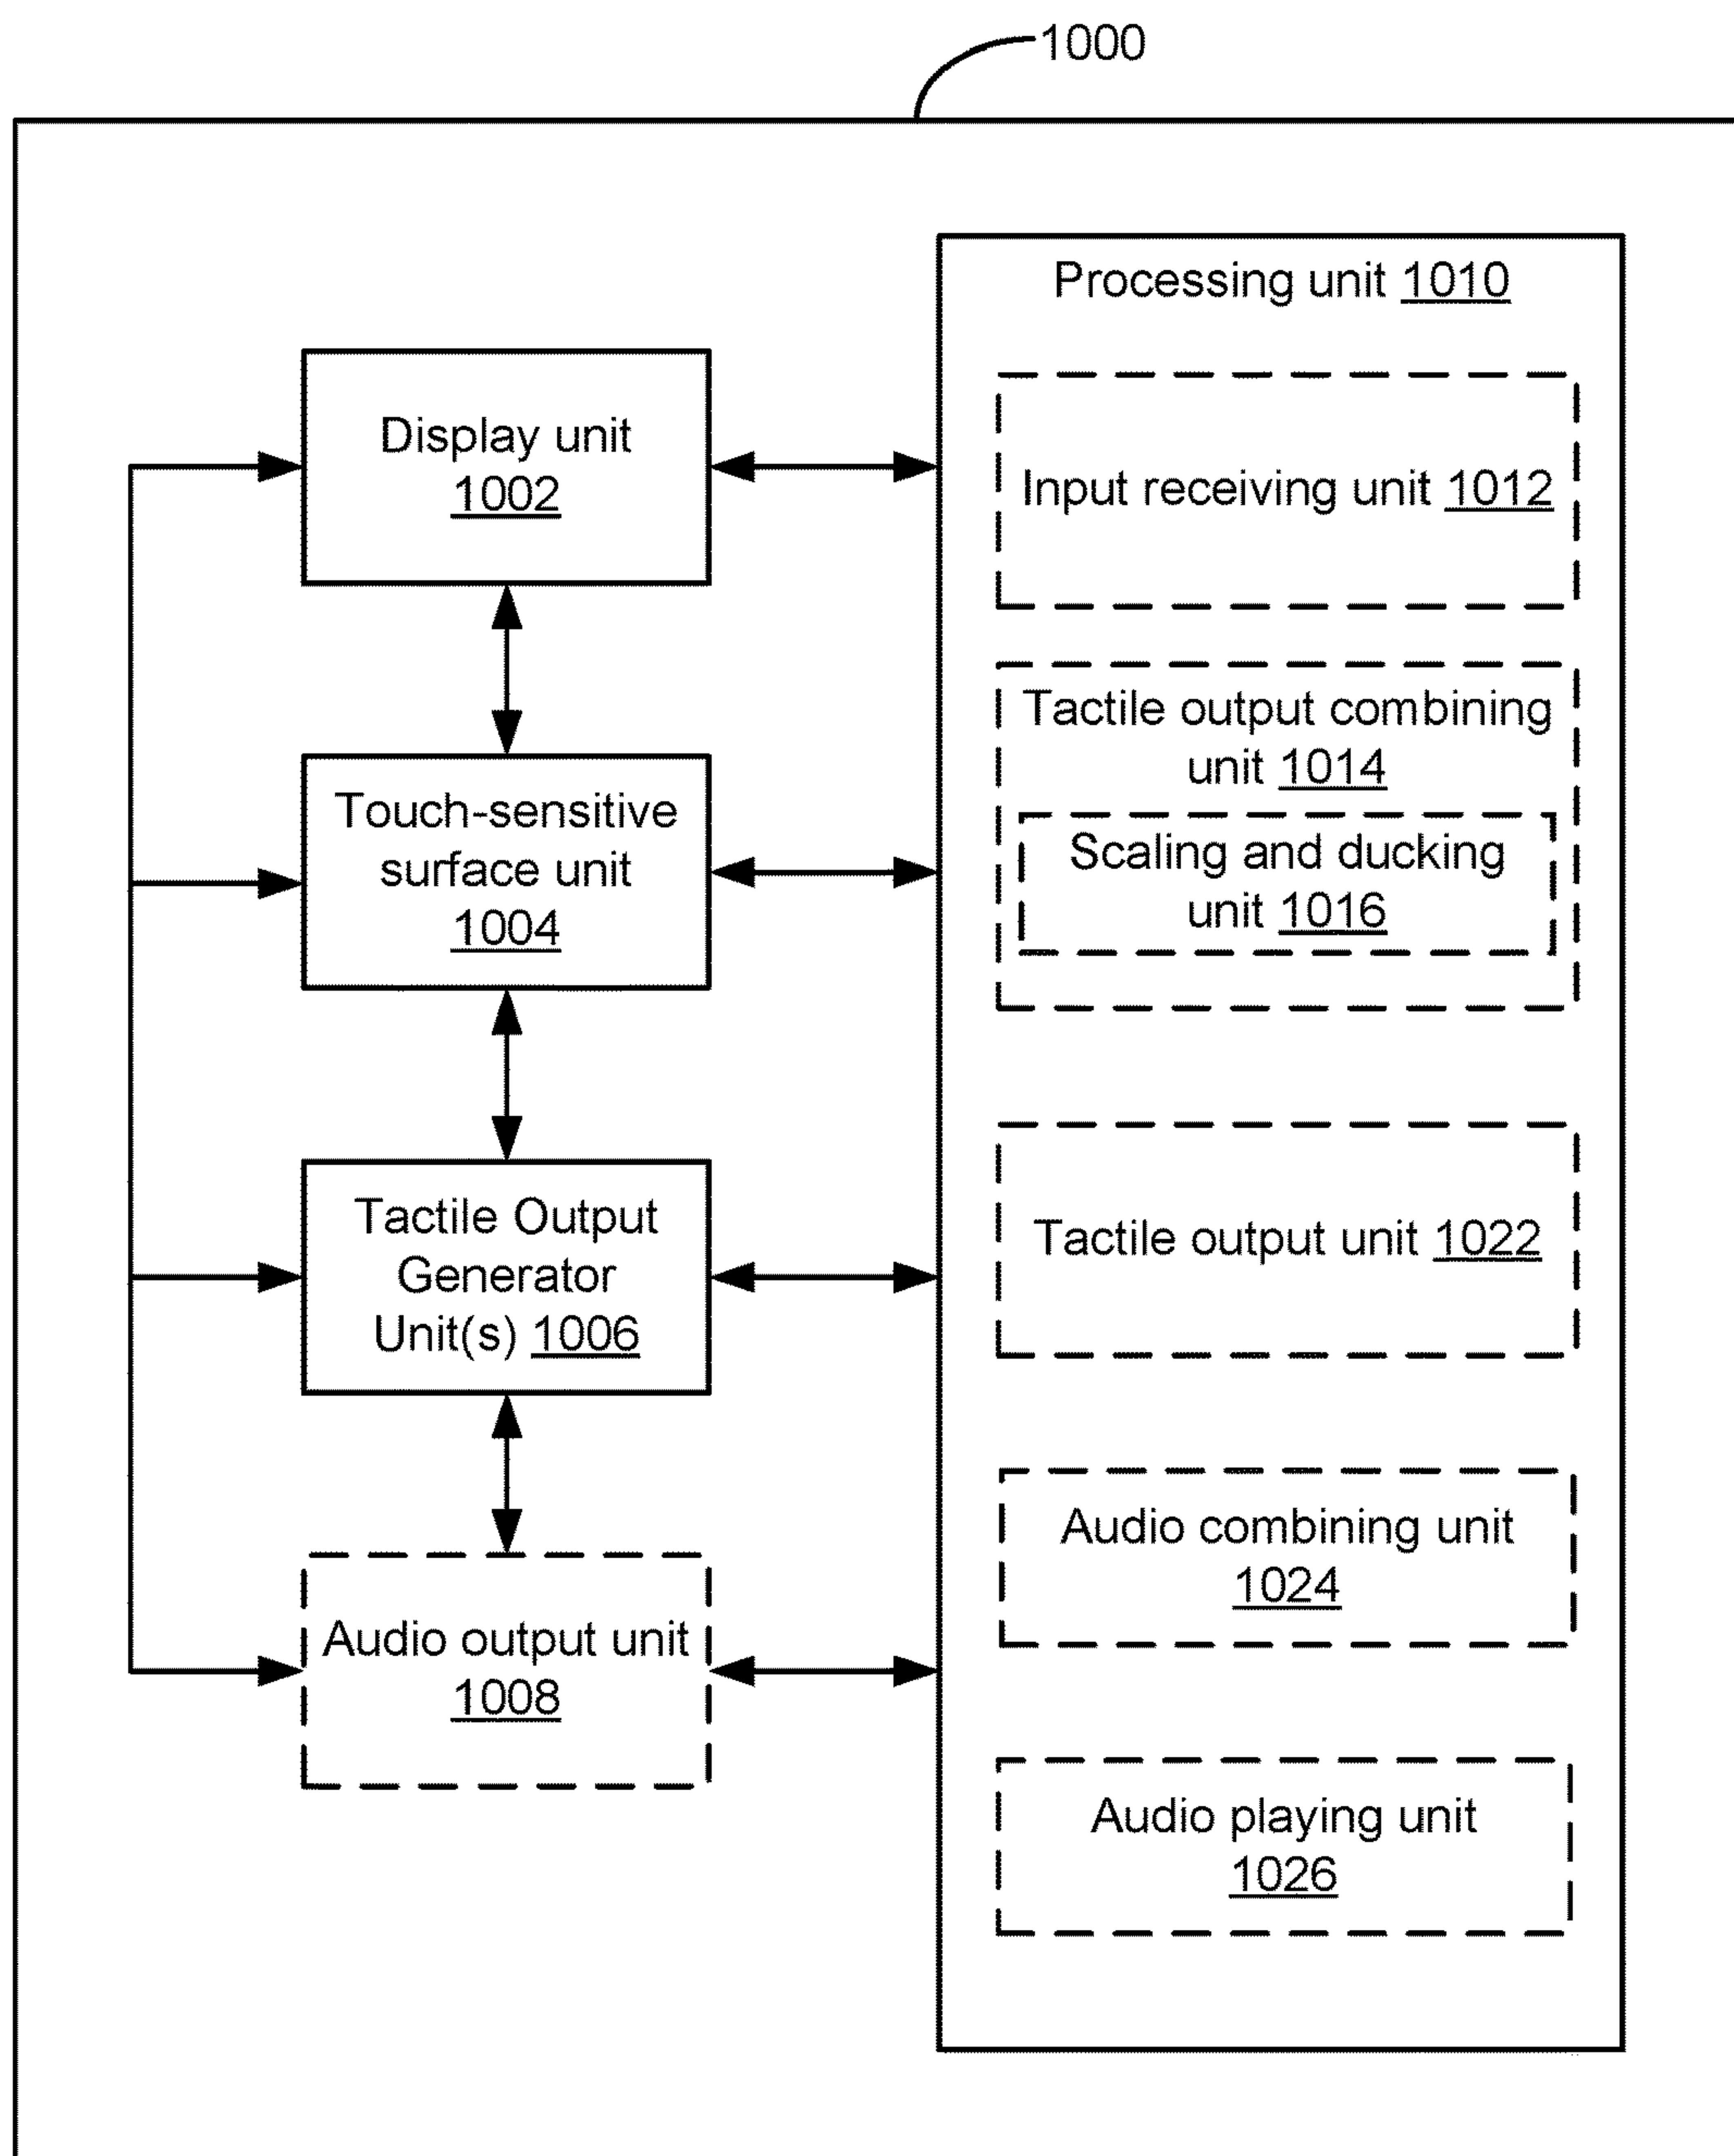 1000
Processing unit 1010
Display unit
1002
Input receiving unit 1012
Tactile output combining
unit 1014
Touch-sensitive
surface unit
1004
Scaling and ducking
unit 1016
Tactile Output
Generator
Unit(s) 1006
Tactile output unit 1022
Audio combining unit
1024
Audio output unit
1008
Audio playing unit
1026